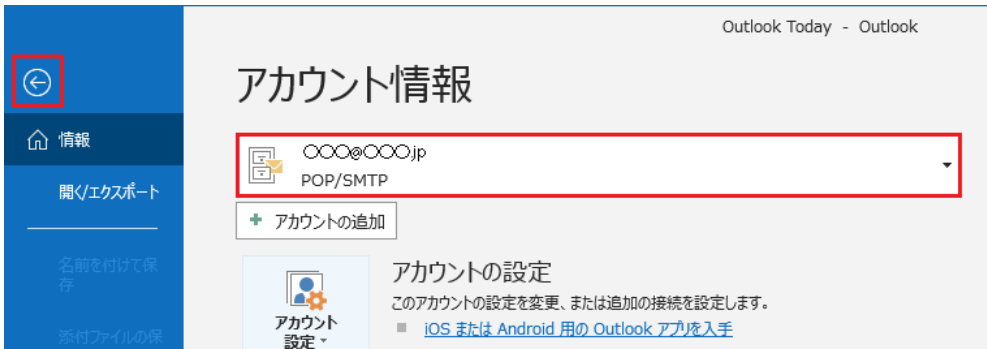 Outlook Today - Outlook
アカウント情報
情報
〇〇〇@〇〇〇.jp
POP/SMTP
開く/エクスポート
アカウントの追加
名前を付けて保
存
アカウントの設定
このアカウントの設定を変更、または追加の接続を設定します。
iOS または Android 用の Outlook アプリを入手
アカウント
設定
添付ファイルの保